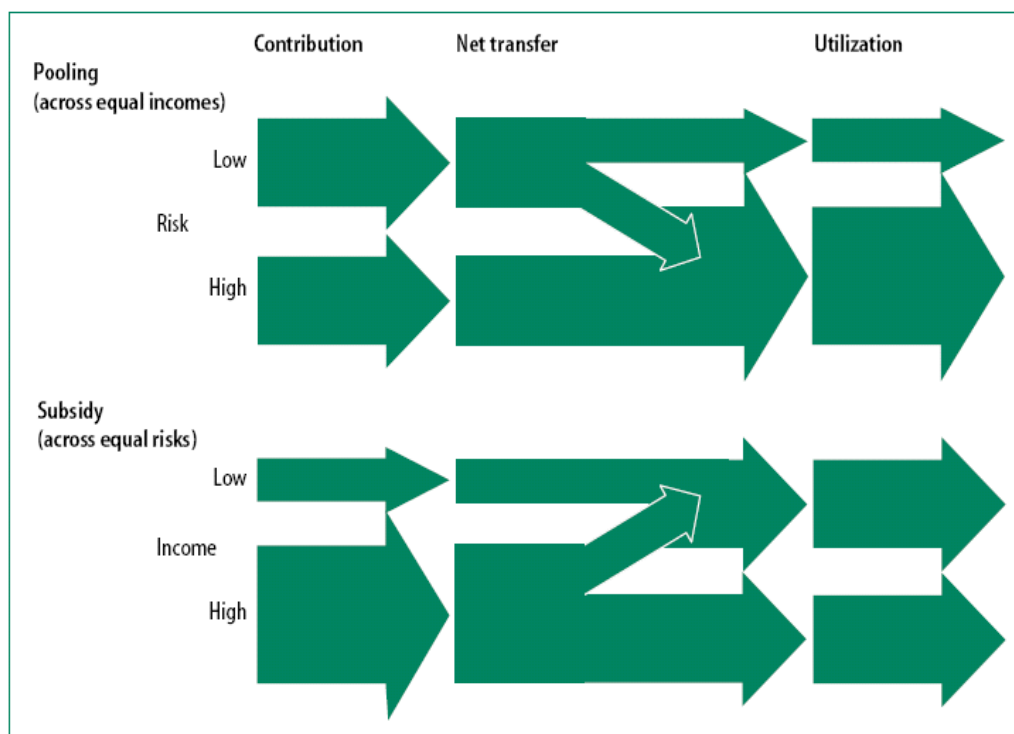 Contribution Net transfer Utilization
Pooling
(across equal incomes)
Low
Risk
High
Subsidy
(across equal risks)
Low
Income
High